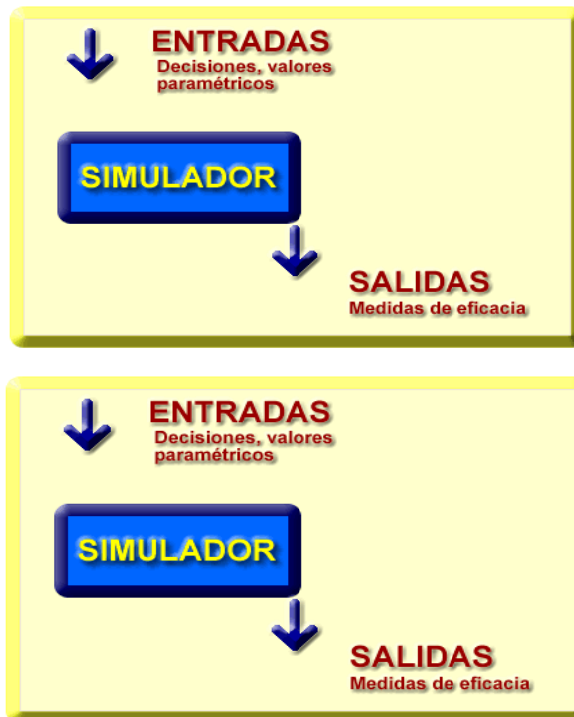 ENTRADAS
Decisiones, valores
paramétricos
SIMULADOR
SALIDAS
Medidas de eficacia
ENTRADAS
Decisiones, valores
paramétricos
SIMULADOR
SALIDAS
Medidas de eficacia